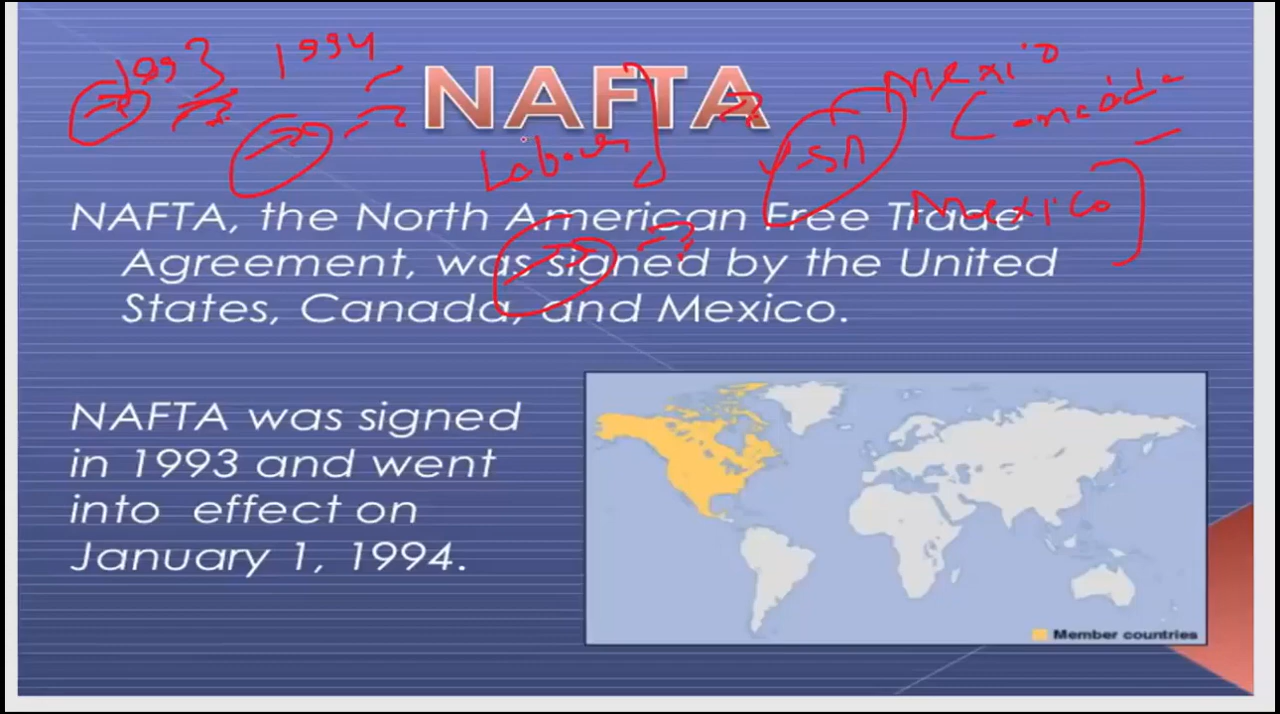 1993 1994
NAFTA
Mexio
Canada
Labour
USA
Mexico
NAFTA, the North American Free Trade
Agreement, was signed by the United
States, Canada, and Mexico.
NAFTA was signed
in 1993 and went
into effect on
January 1, 1994.
Member countries